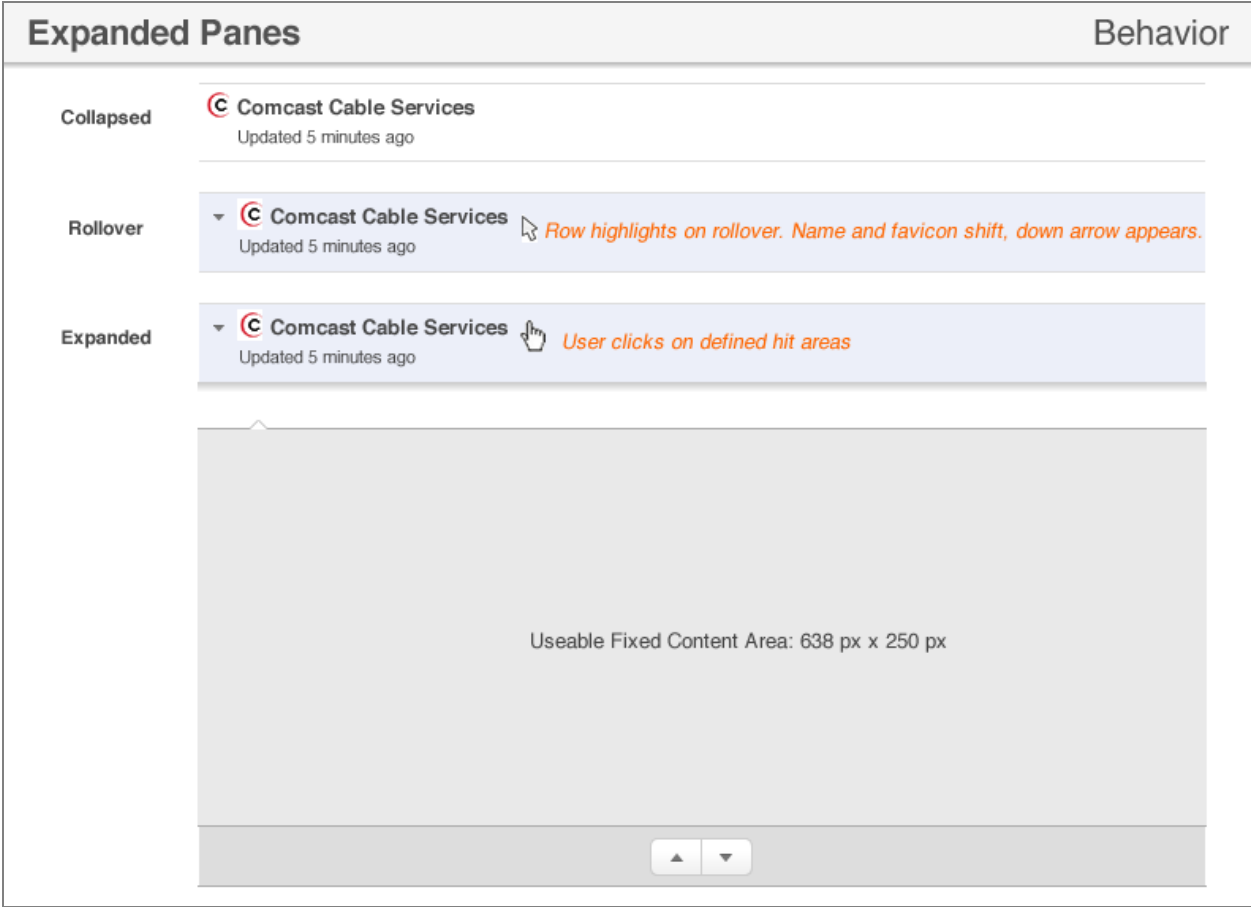 Expanded Panes
Behavior
Collapsed
C Comcast Cable Services
Updated 5 minutes ago
Rollover
C Comcast Cable Services
Updated 5 minutes ago
Row highlights on rollover. Name and favicon shift, down arrow appears.
Expanded
C Comcast Cable Services
Updated 5 minutes ago
User clicks on defined hit areas
Useable Fixed Content Area: 638 px x 250 px